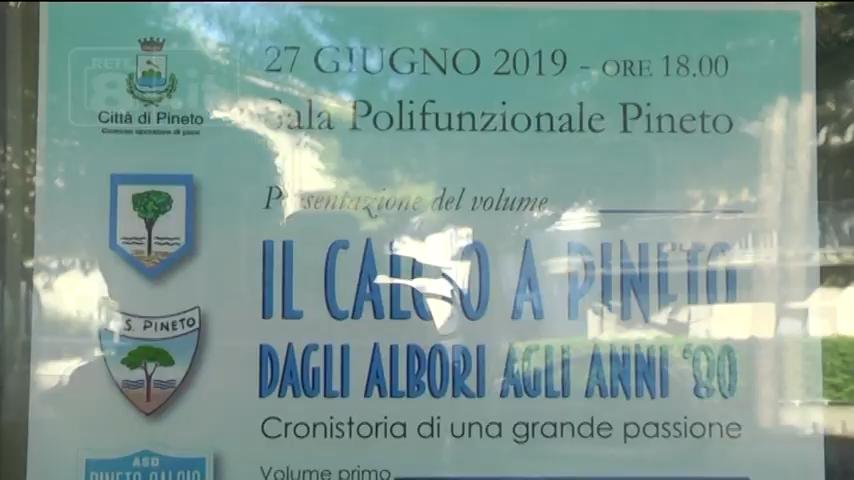 27 GIUGNO 2019 - ORE 18.00
Sala Polifunzionale Pineto
Città di Pineto
Presentazione del volume
IL CALCIO A PINETO
DAGLI ALBORI AGLI ANNI '80
S. PINETO
Cronistoria di una grande passione
ASD
PINETO CALCIO
Volume primo